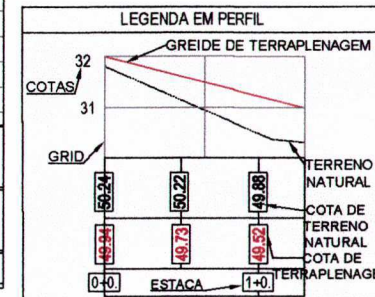 LEGENDA EM PERFIL
GREIDE DE TERRAPLENAGEM
32
COTAS
31
GRID
TERRENO
NATURAL
50.24
50.22
49.88
COTA DE
TERRENO
NATURAL
49.94
49.73
49.52
COTA DE
TERRAPLENAGE
0+0.
ESTACA
1+0.